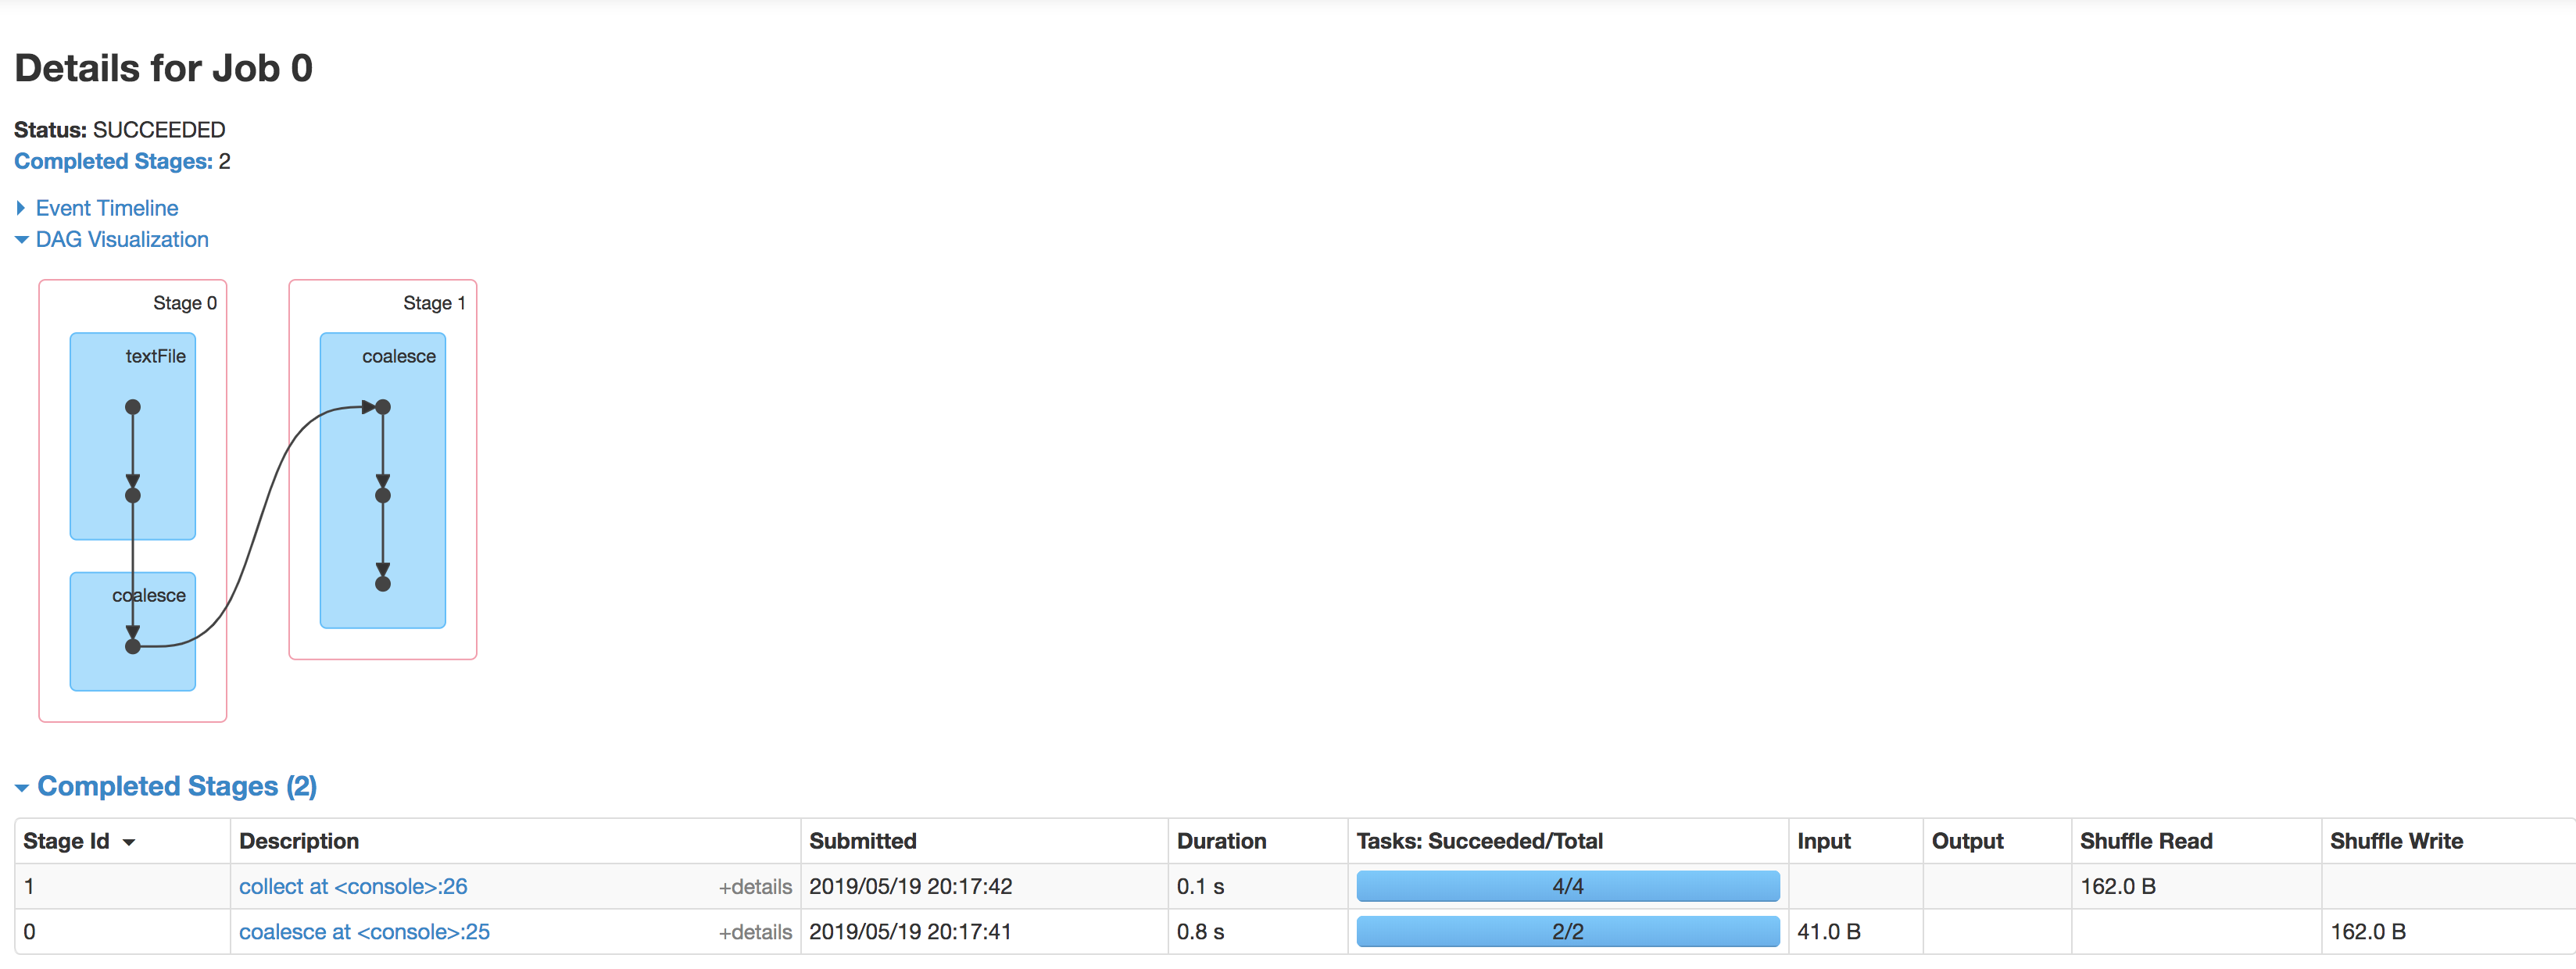 Details for Job 0
Status: SUCCEEDED
Completed Stages: 2
Event Timeline
DAG Visualization
Stage 0
textFile
coalesce
Stage 1
coalesce
Completed Stages (2)
Stage Id Description Submitted Duration Tasks: Succeeded/Total Input Output Shuffle Read Shuffle Write
1 collect at <console>:26 +details 2019/05/19 20:17:42 0.1 s 4/4 162.0 B
0 coalesce at <console>:25 +details 2019/05/19 20:17:41 0.8 s 2/2 41.0 B 162.0 B